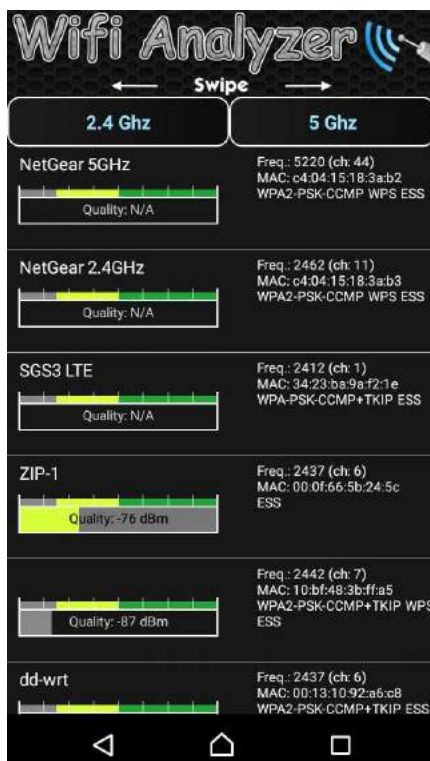 Wifi Analyzer
Swipe
2.4 Ghz 5 Ghz
NetGear 5GHz
Quality: N/A
Freq.: 5220 (ch: 44)
MAC: c4:04:15:18:3a:b2
WPA2-PSK-CCMP WPS ESS
NetGear 2.4GHz
Quality: N/A
Freq.: 2462 (ch: 11)
MAC: c4:04:15:18:3a:b3
WPA2-PSK-CCMP WPS ESS
SGS3 LTE
Quality: N/A
Freq.: 2412 (ch: 1)
MAC: 34:23:ba:9a:f2:1e
WPA-PSK-CCMP+TKIP ESS
ZIP-1
Quality: -76 dBm
Freq.: 2437 (ch: 6)
MAC: 00:0f:66:5b:24:5c
ESS
Quality: -87 dBm
Freq.: 2442 (ch: 7)
MAC: 10:bf:48:3b:ff:a5
WPA2-PSK-CCMP+TKIP WPS
ESS
dd-wrt
Freq.: 2437 (ch: 6)
MAC: 00:13:10:92:a6:c8
WPA2-PSK-CCMP+TKIP ESS